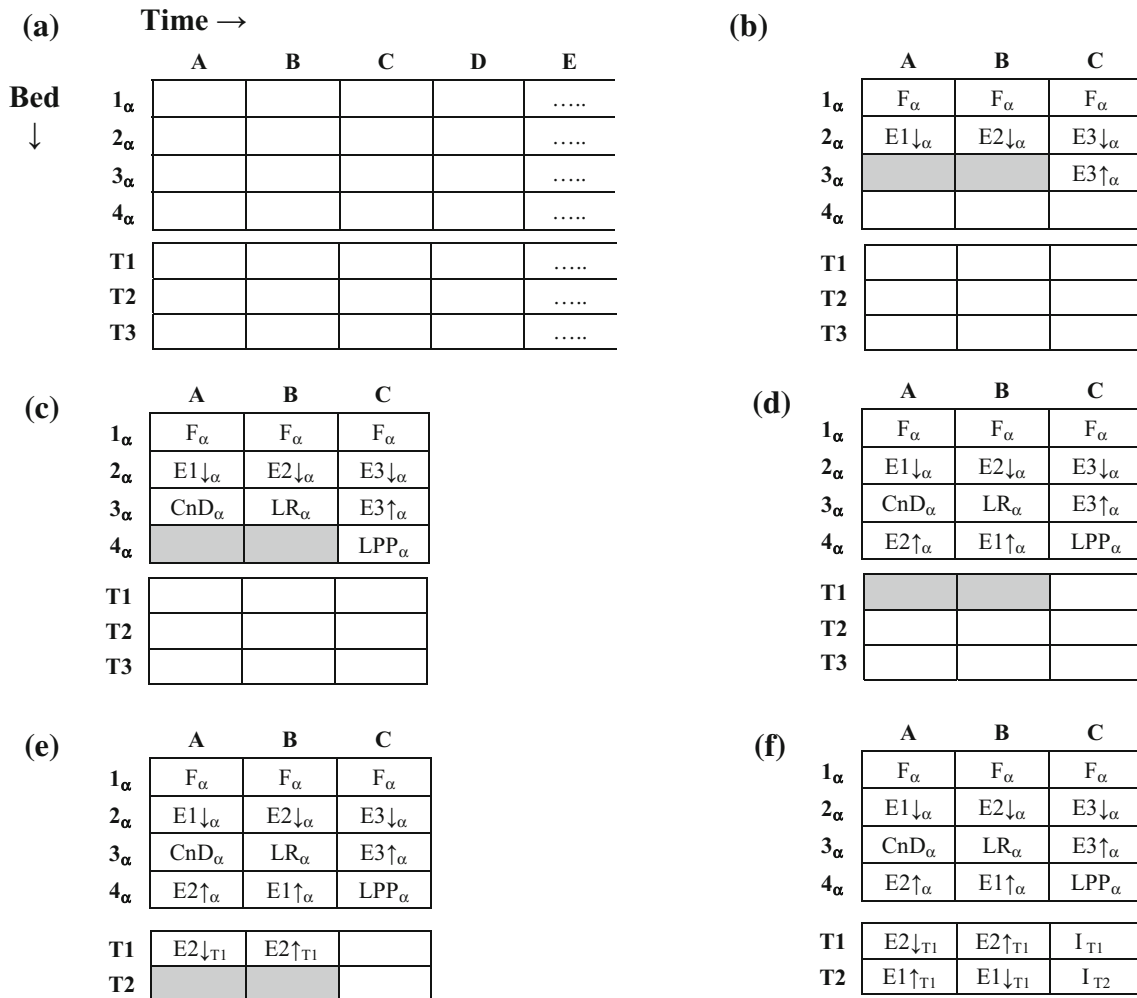 (a) Time →
A B C D E
Bed ↓
1α …..
2α …..
3α …..
4α …..
T1 …..
T2 …..
T3 …..
(b)
A B C
1α Fα Fα Fα
2α E1↓α E2↓α E3↓α
3α E3↑α
4α
T1
T2
T3
(c)
A B C
1α Fα Fα Fα
2α E1↓α E2↓α E3↓α
3α CnDα LRα E3↑α
4α LPPα
T1
T2
T3
(d)
A B C
1α Fα Fα Fα
2α E1↓α E2↓α E3↓α
3α CnDα LRα E3↑α
4α E2↑α E1↑α LPPα
T1
T2
T3
(e)
A B C
1α Fα Fα Fα
2α E1↓α E2↓α E3↓α
3α CnDα LRα E3↑α
4α E2↑α E1↑α LPPα
T1 E2↓T1 E2↑T1
T2
(f)
A B C
1α Fα Fα Fα
2α E1↓α E2↓α E3↓α
3α CnDα LRα E3↑α
4α E2↑α E1↑α LPPα
T1 E2↓T1 E2↑T1 I T1
T2 E1↑T1 E1↓T1 I T2